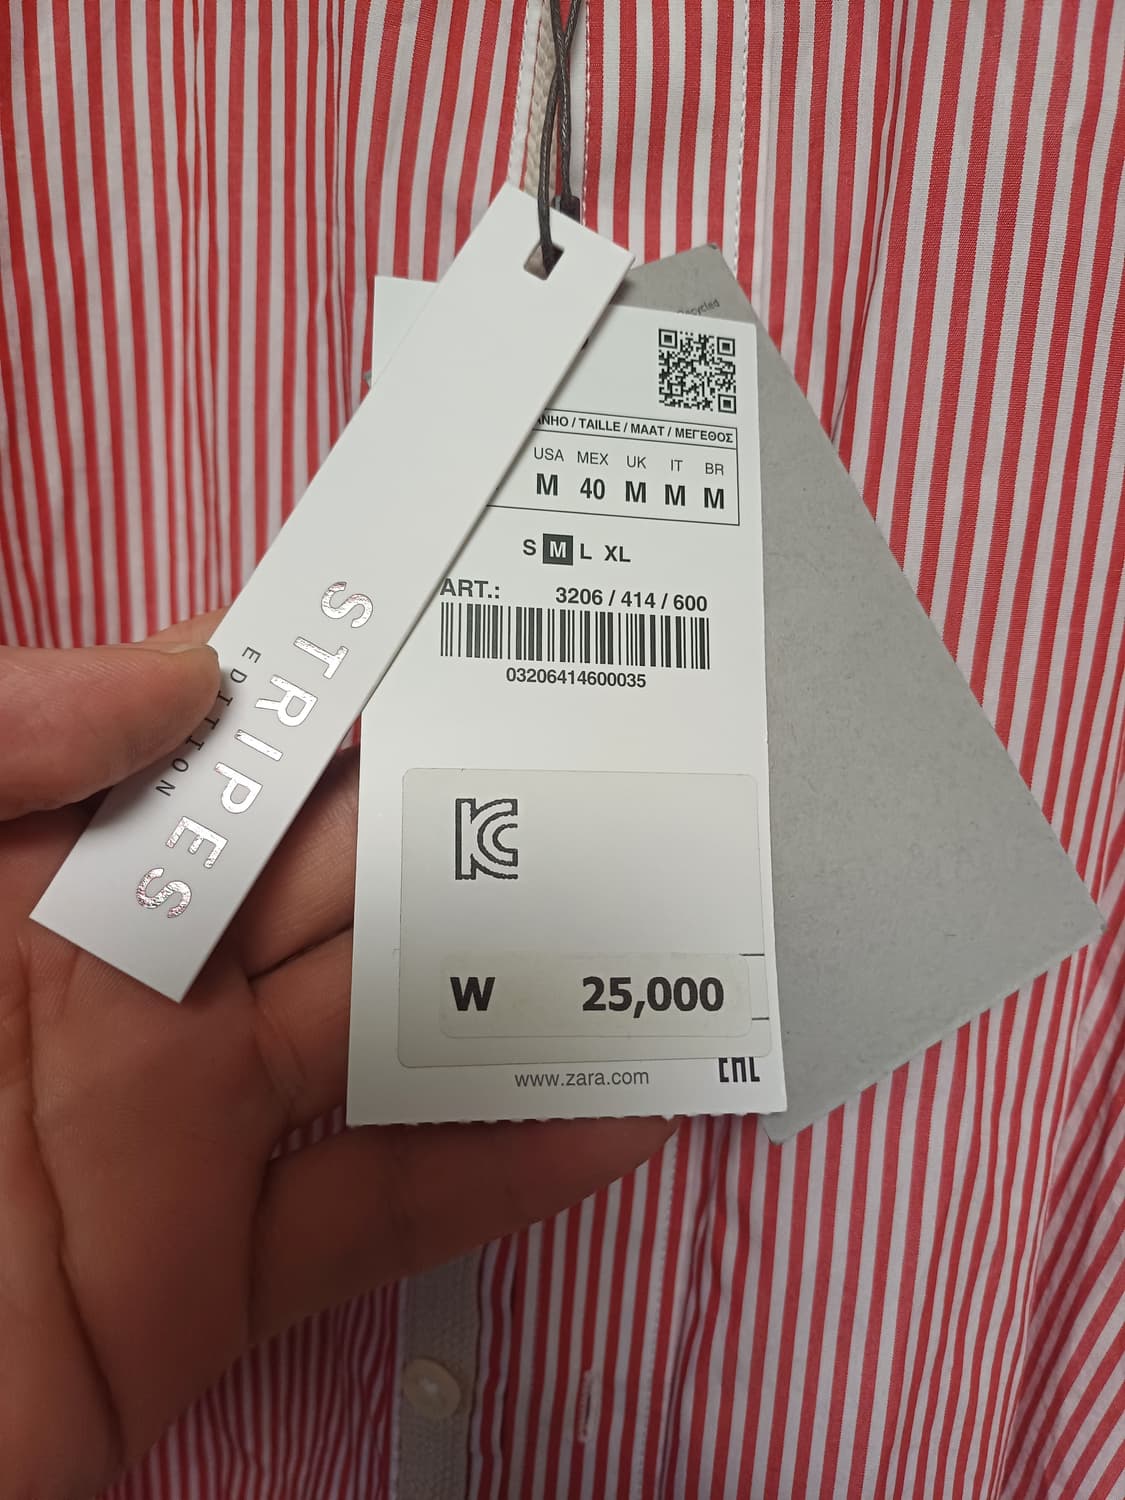 STRIPES
EDITION
Recycled
ANHO / TAILLE / MAAT / ΜΕΓΕΘΟΣ
USA MEX UK IT BR
M 40 M M M
S M L XL
ART.: 3206 / 414 / 600
03206414600035
KC
W 25,000
www.zara.com
EAC